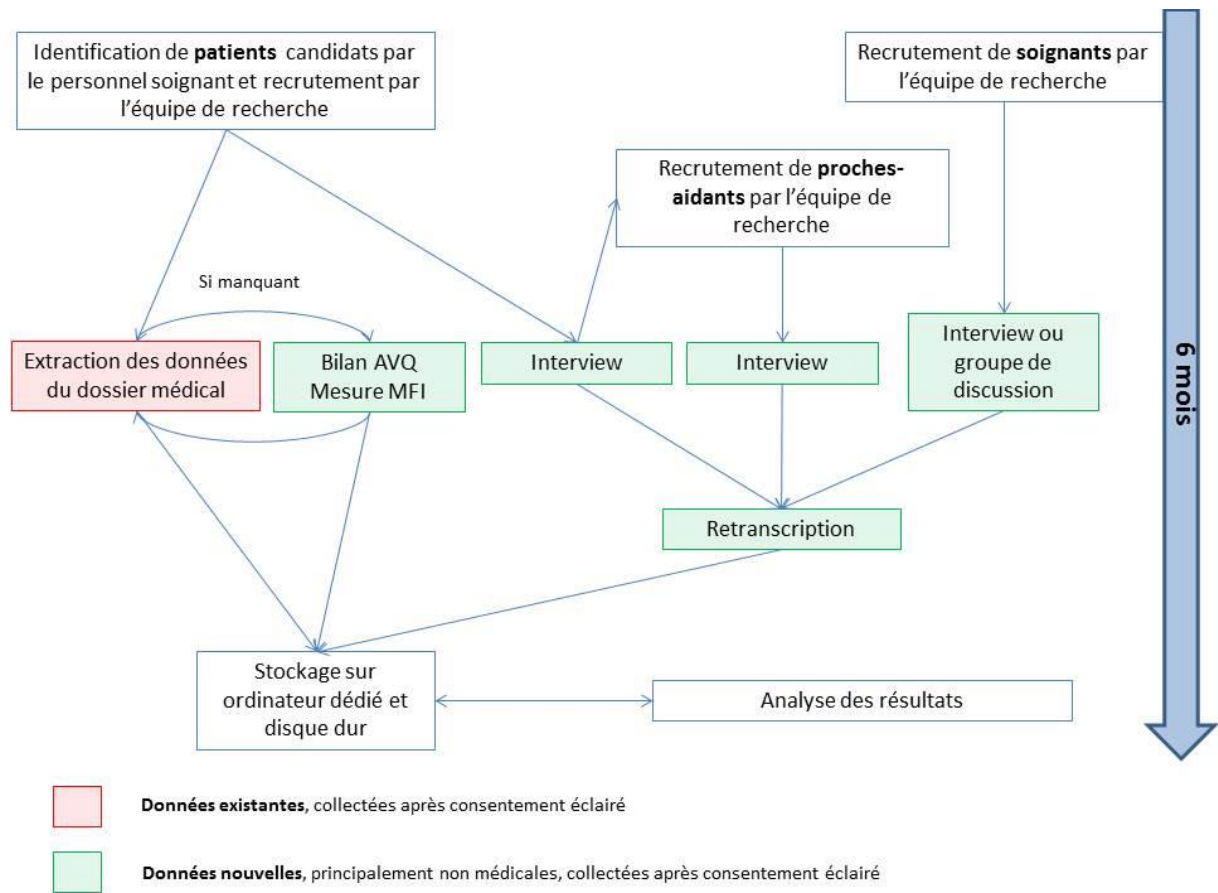 Identification de patients candidats par
le personnel soignant et recrutement par
l'équipe de recherche
Recrutement de soignants par
l'équipe de recherche
Recrutement de proches-
aidants par l'équipe de
recherche
Si manquant
Extraction des données
du dossier médical
Bilan AVQ
Mesure MFI
Interview
Interview
Interview ou
groupe de
discussion
6 mois
Retranscription
Stockage sur
ordinateur dédié et
disque dur
Analyse des résultats
Données existantes, collectées après consentement éclairé
Données nouvelles, principalement non médicales, collectées après consentement éclairé